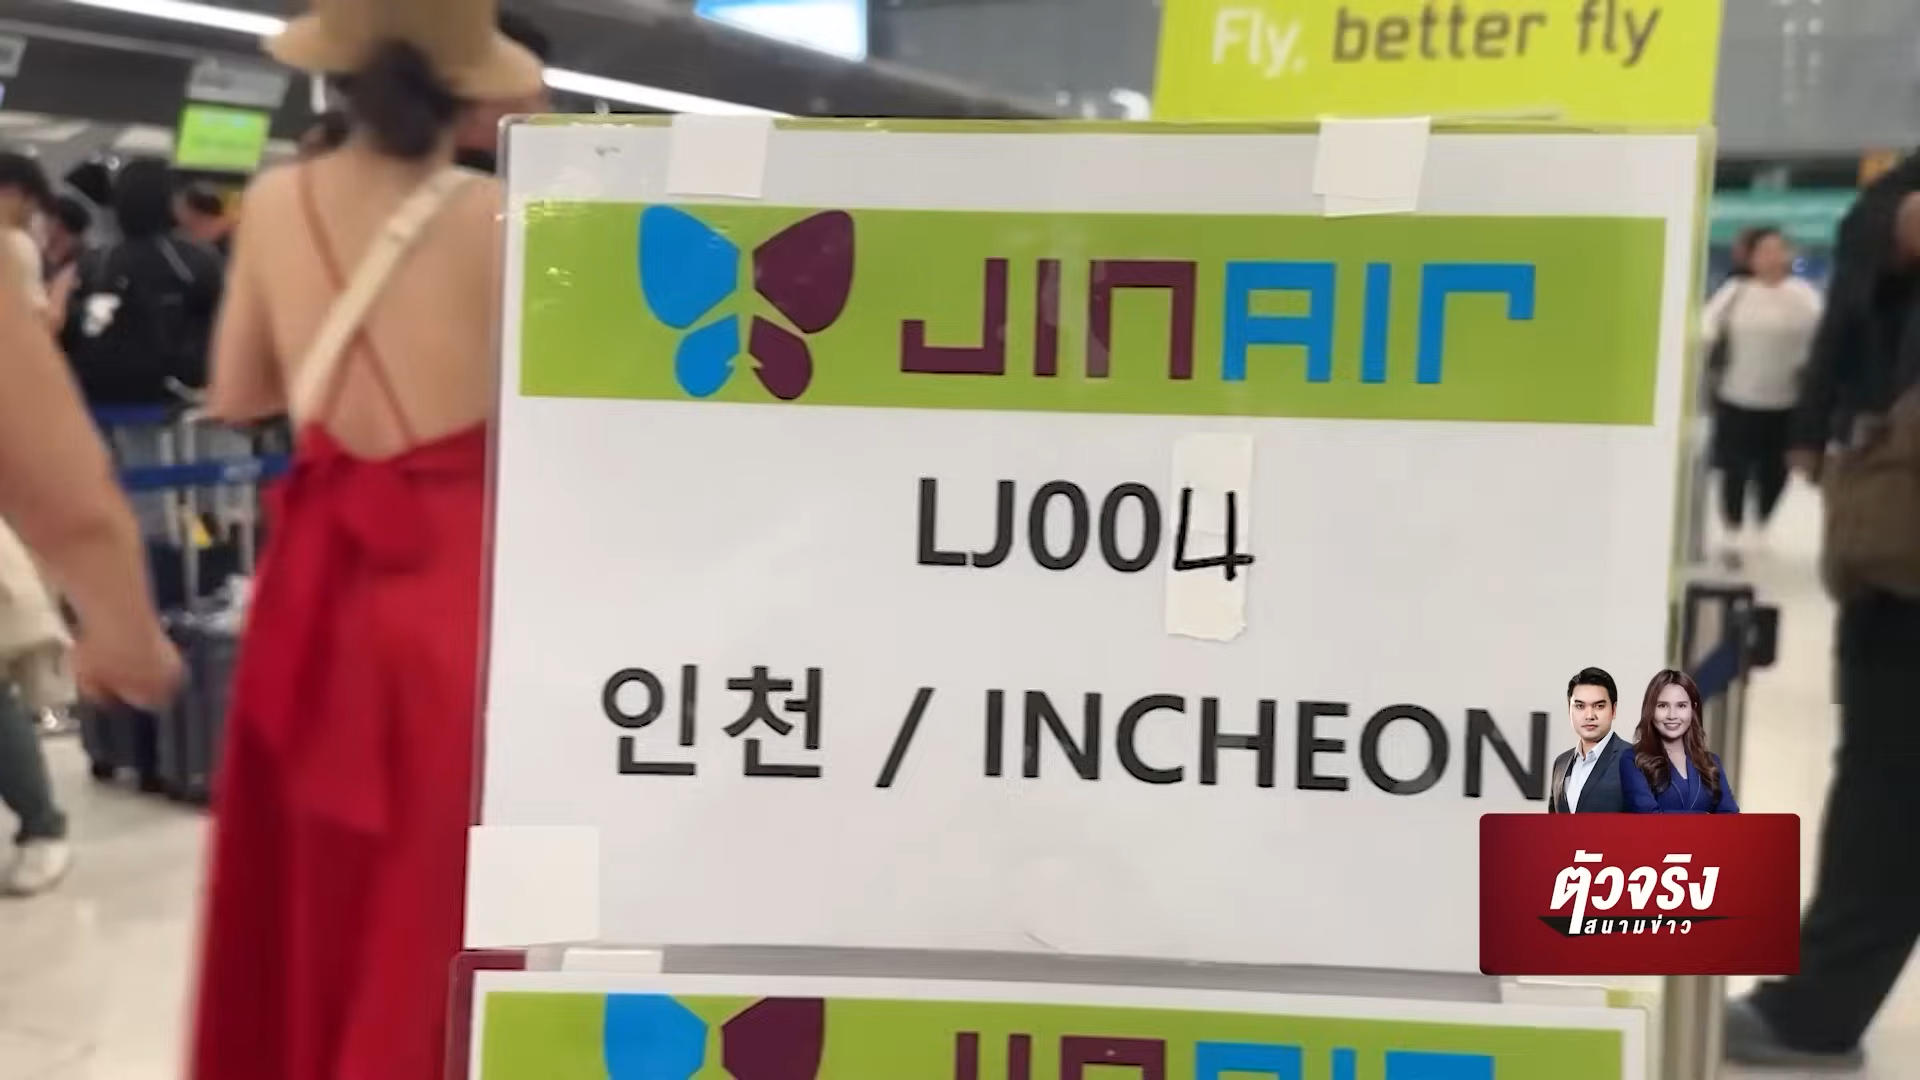 Fly, better fly
JINAIR
LJ004
인천 / INCHEON
ตัวจริง
สนามข่าว
JINAIR